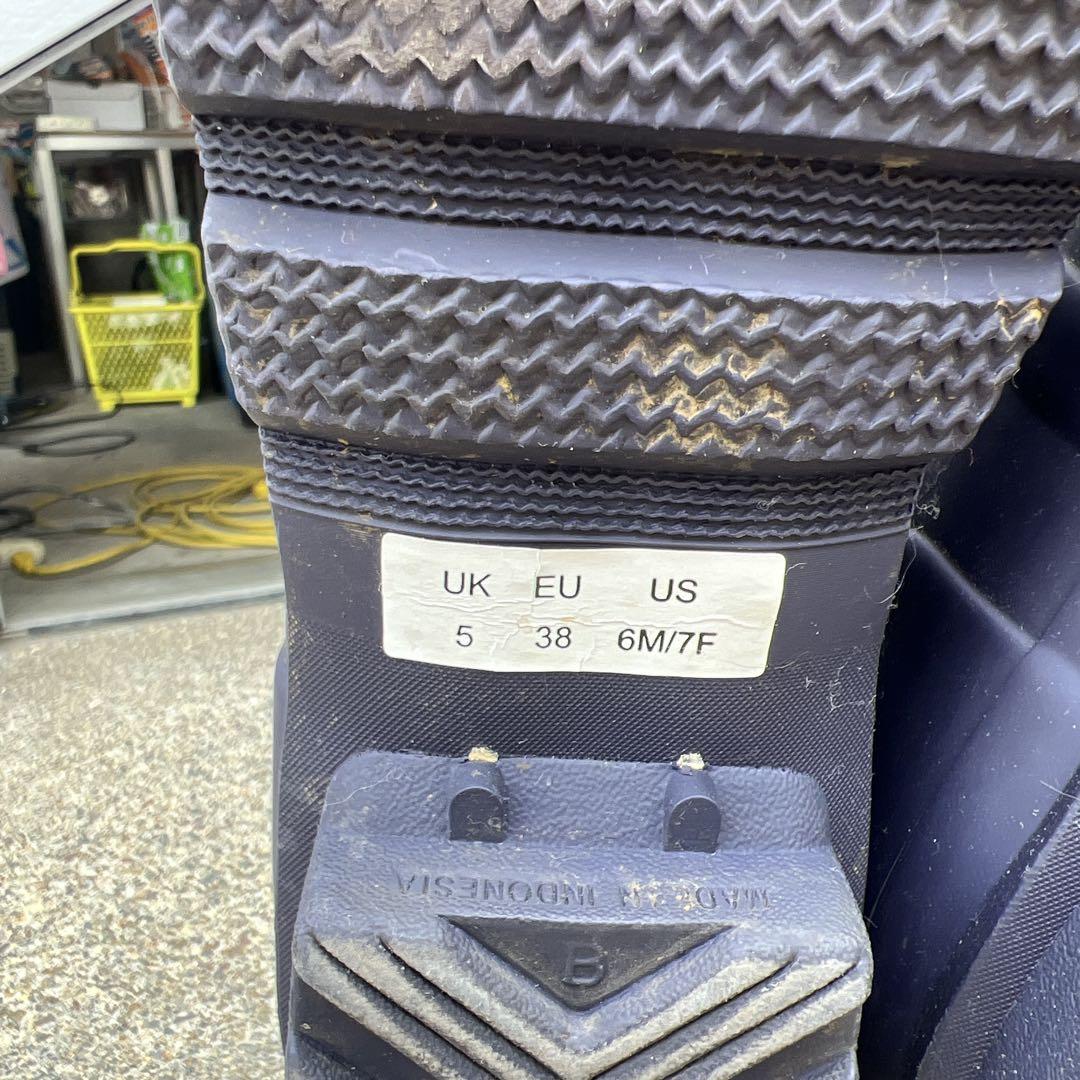 UK EU US
5 38 6M/7F
MADE IN INDONESIA
B